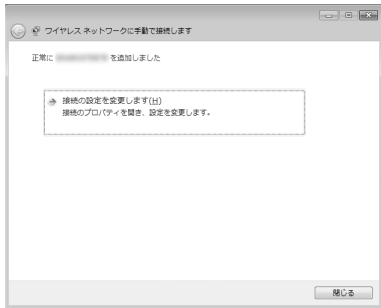 ワイヤレス ネットワークに手動で接続します
正常に を追加しました
接続の設定を変更します(H)
接続のプロパティを開き、設定を変更します。
閉じる